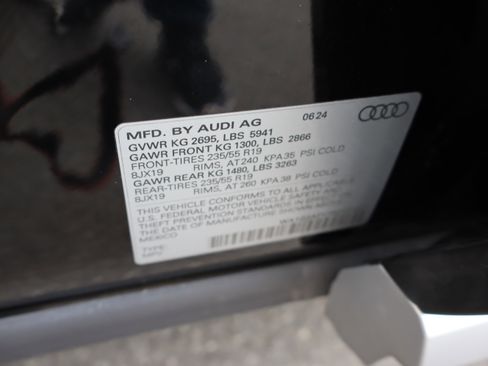 MFD. BY AUDI AG 06 24
GVWR KG 2695, LBS 5941
GAWR FRONT KG 1300, LBS 2866
FRONT-TIRES 235/55 R19
8JX19 RIMS, AT 240 KPA 35 PSI COLD
GAWR REAR KG 1480, LBS 3263
REAR-TIRES 235/55 R19
8JX19 RIMS, AT 260 KPA 38 PSI COLD
THIS VEHICLE CONFORMS TO ALL APPLICABLE
U.S. FEDERAL MOTOR VEHICLE SAFETY
THEFT PREVENTION STANDARDS IN EFFECT
THE DATE OF MANUFACTURE SHOWN ABOVE
MEXICO
TYPE:
MPV